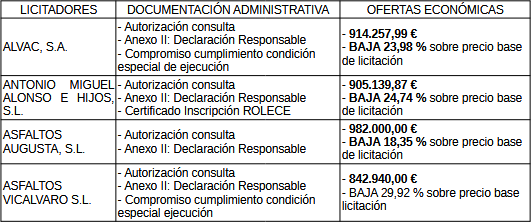 LICITADORES DOCUMENTACIÓN ADMINISTRATIVA OFERTAS ECONÓMICAS
ALVAC, S.A.
- Autorización consulta
- Anexo II: Declaración Responsable
- Compromiso cumplimiento condición
especial de ejecución
- 914.257,99 €
- BAJA 23,98 % sobre precio base
de licitación
ANTONIO MIGUEL
ALONSO E HIJOS,
S.L.
- Autorización consulta
- Anexo II: Declaración Responsable
- Certificado Inscripción ROLECE
- 905.139,87 €
- BAJA 24,74 % sobre precio base
de licitación
ASFALTOS
AUGUSTA, S.L.
- Autorización consulta
- Anexo II: Declaración Responsable
- 982.000,00 €
- BAJA 18,35 % sobre precio base
de licitación
ASFALTOS
VICALVARO S.L.
- Autorización consulta
- Anexo II: Declaración Responsable
- Compromiso cumplimiento condición
especial ejecución
- 842.940,00 €
- BAJA 29,92 % sobre precio base
licitación